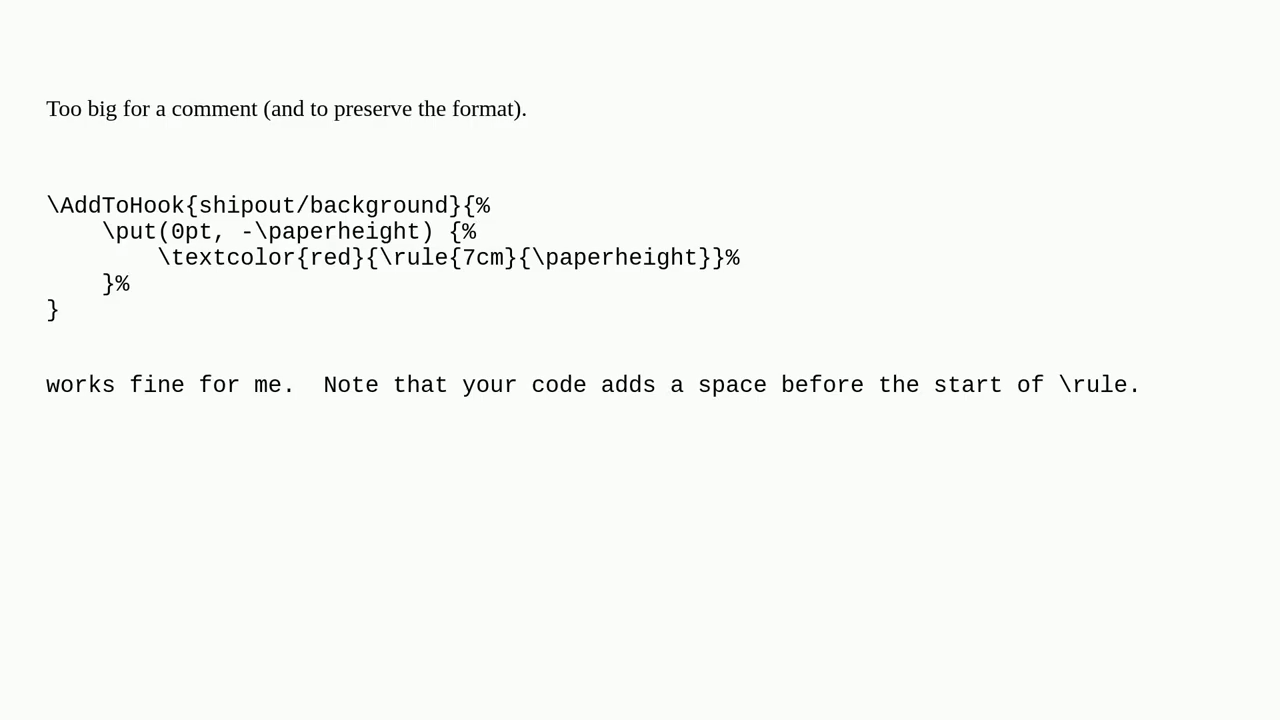 Too big for a comment (and to preserve the format).
\AddToHook{shipout/background}{%
    \put(0pt, -\paperheight) {%
        \textcolor{red}{\rule{7cm}{\paperheight}}%
    }%
}
works fine for me.  Note that your code adds a space before the start of \rule.